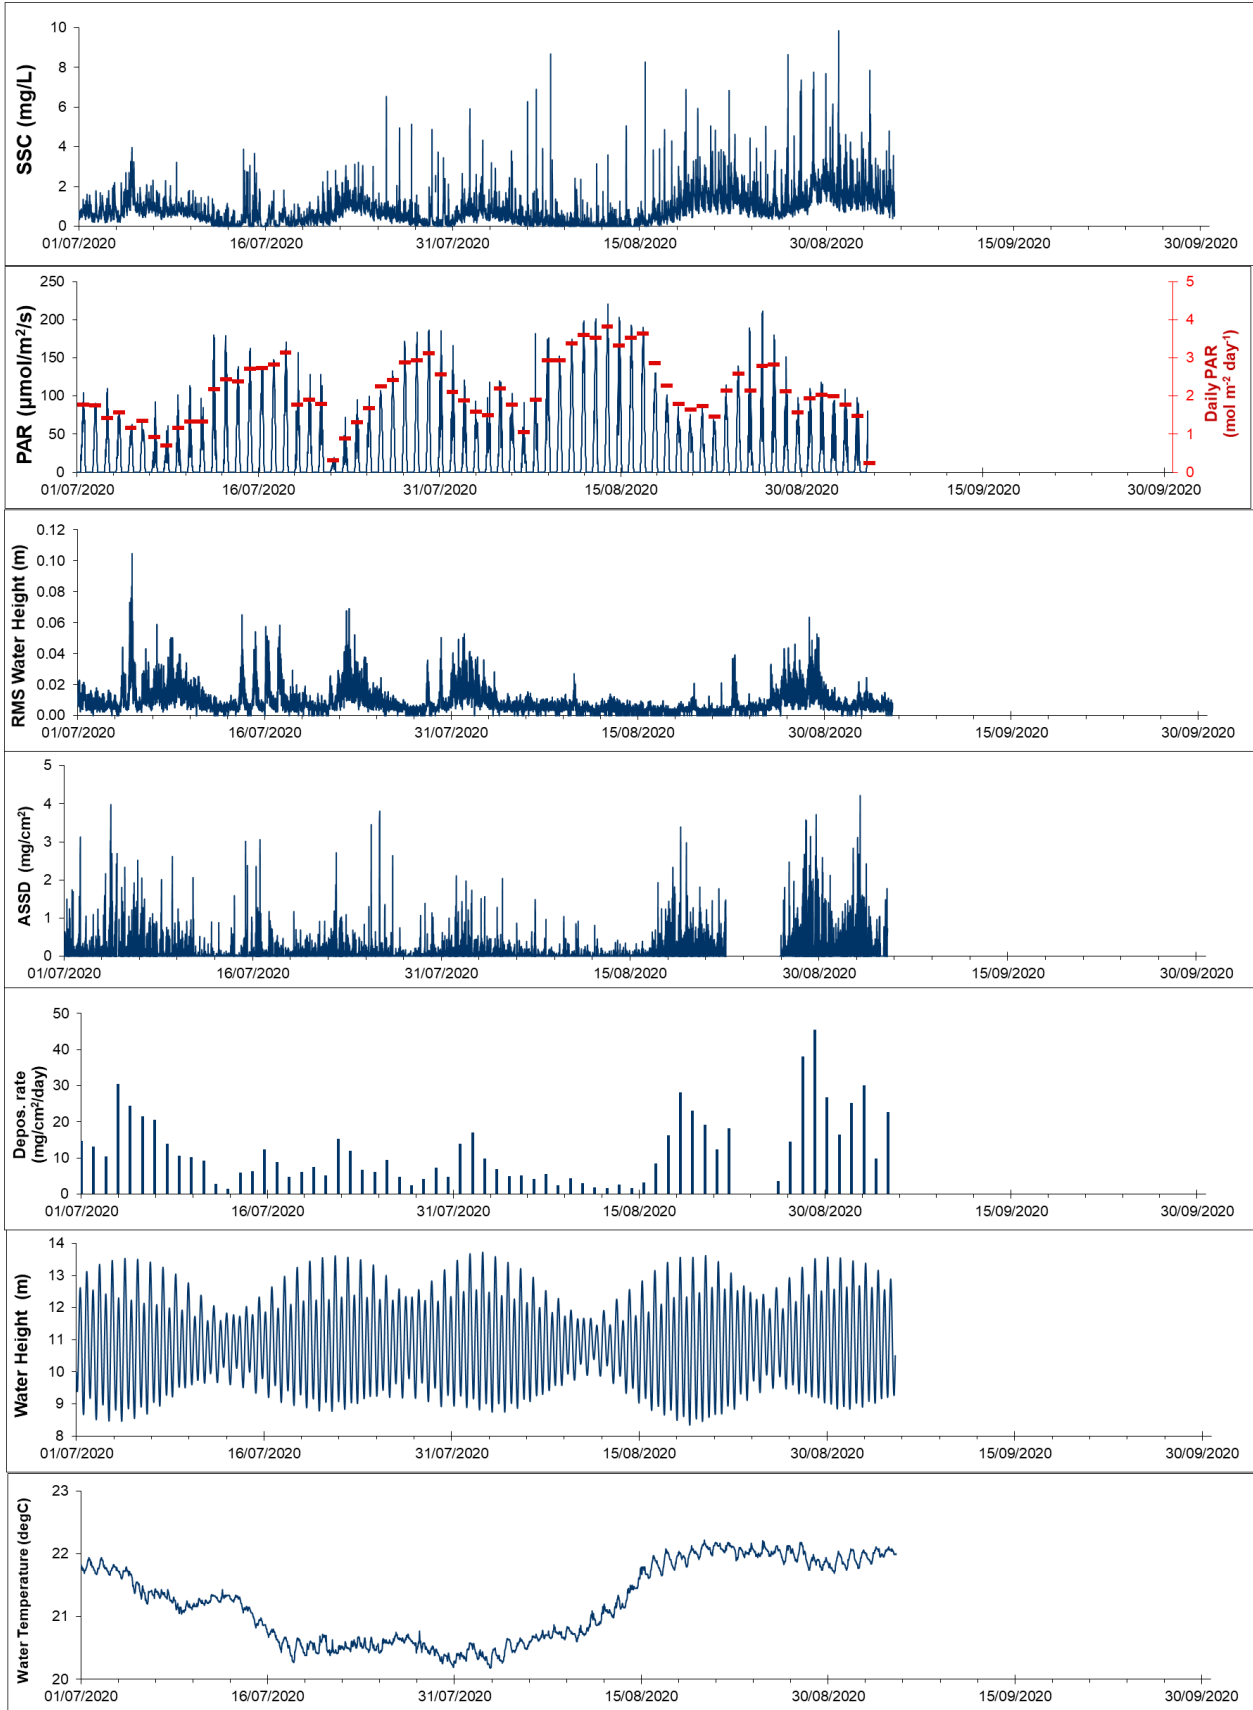 SSC (mg/L)
10
8
6
4
2
0
01/07/2020 16/07/2020 31/07/2020 15/08/2020 30/08/2020 15/09/2020 30/09/2020
PAR (µmol/m²/s)
250
200
150
100
50
0
5
4
3
2
1
0
Daily PAR
(mol m⁻² day⁻¹)
01/07/2020 16/07/2020 31/07/2020 15/08/2020 30/08/2020 15/09/2020 30/09/2020
RMS Water Height (m)
0.12
0.10
0.08
0.06
0.04
0.02
0.00
01/07/2020 16/07/2020 31/07/2020 15/08/2020 30/08/2020 15/09/2020 30/09/2020
ASSD (mg/cm²)
5
4
3
2
1
0
01/07/2020 16/07/2020 31/07/2020 15/08/2020 30/08/2020 15/09/2020 30/09/2020
Depos. rate
(mg/cm²/day)
50
40
30
20
10
0
01/07/2020 16/07/2020 31/07/2020 15/08/2020 30/08/2020 15/09/2020 30/09/2020
Water Height (m)
14
13
12
11
10
9
8
01/07/2020 16/07/2020 31/07/2020 15/08/2020 30/08/2020 15/09/2020 30/09/2020
Water Temperature (degC)
23
22
21
20
01/07/2020 16/07/2020 31/07/2020 15/08/2020 30/08/2020 15/09/2020 30/09/2020